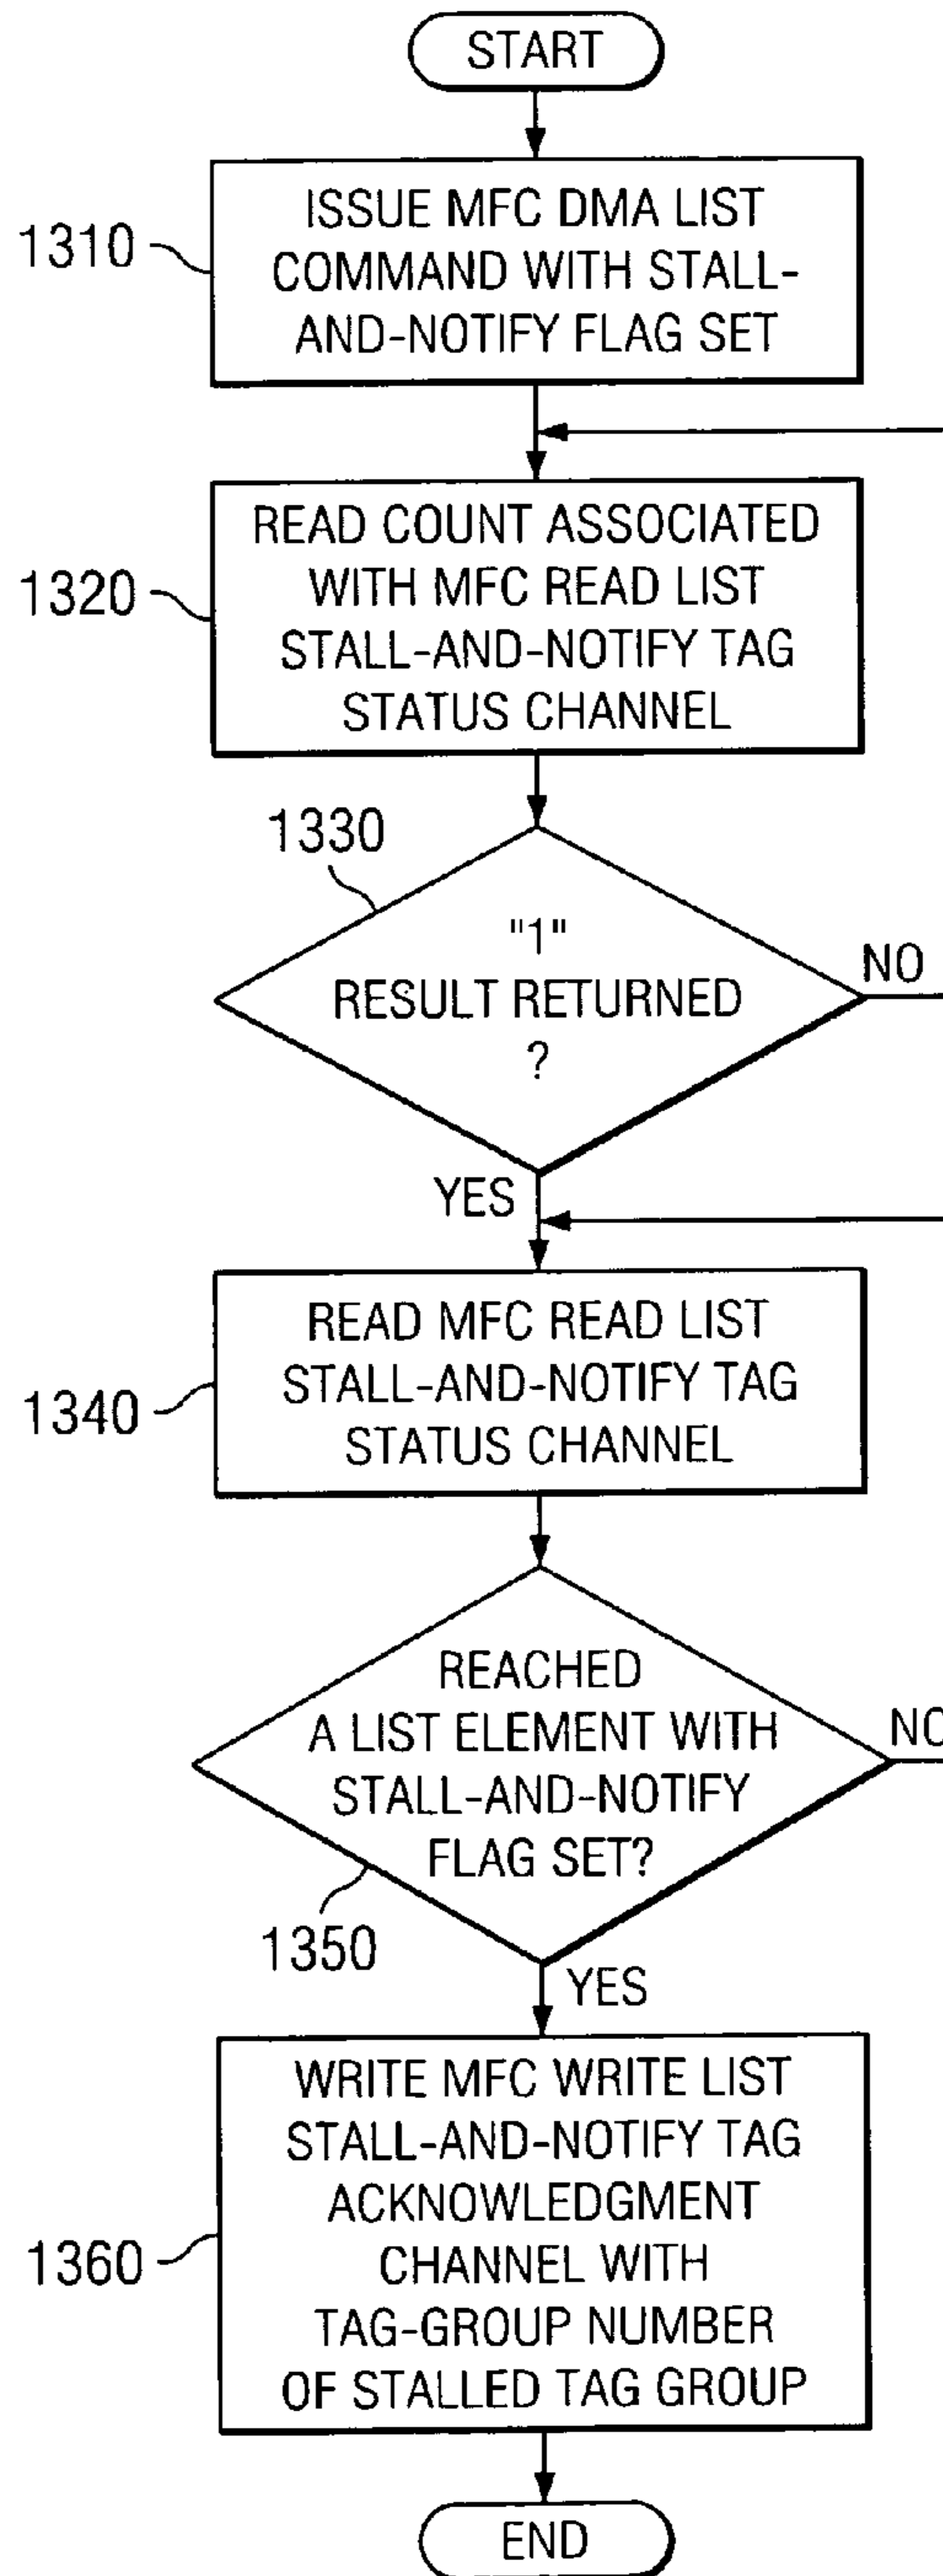 START
1310
ISSUE MFC DMA LIST
COMMAND WITH STALL-
AND-NOTIFY FLAG SET
1320
READ COUNT ASSOCIATED
WITH MFC READ LIST
STALL-AND-NOTIFY TAG
STATUS CHANNEL
1330
"1"
RESULT RETURNED
?
NO
YES
1340
READ MFC READ LIST
STALL-AND-NOTIFY TAG
STATUS CHANNEL
REACHED
A LIST ELEMENT WITH
STALL-AND-NOTIFY
FLAG SET?
NO
1350
YES
1360
WRITE MFC WRITE LIST
STALL-AND-NOTIFY TAG
ACKNOWLEDGMENT
CHANNEL WITH
TAG-GROUP NUMBER
OF STALLED TAG GROUP
END